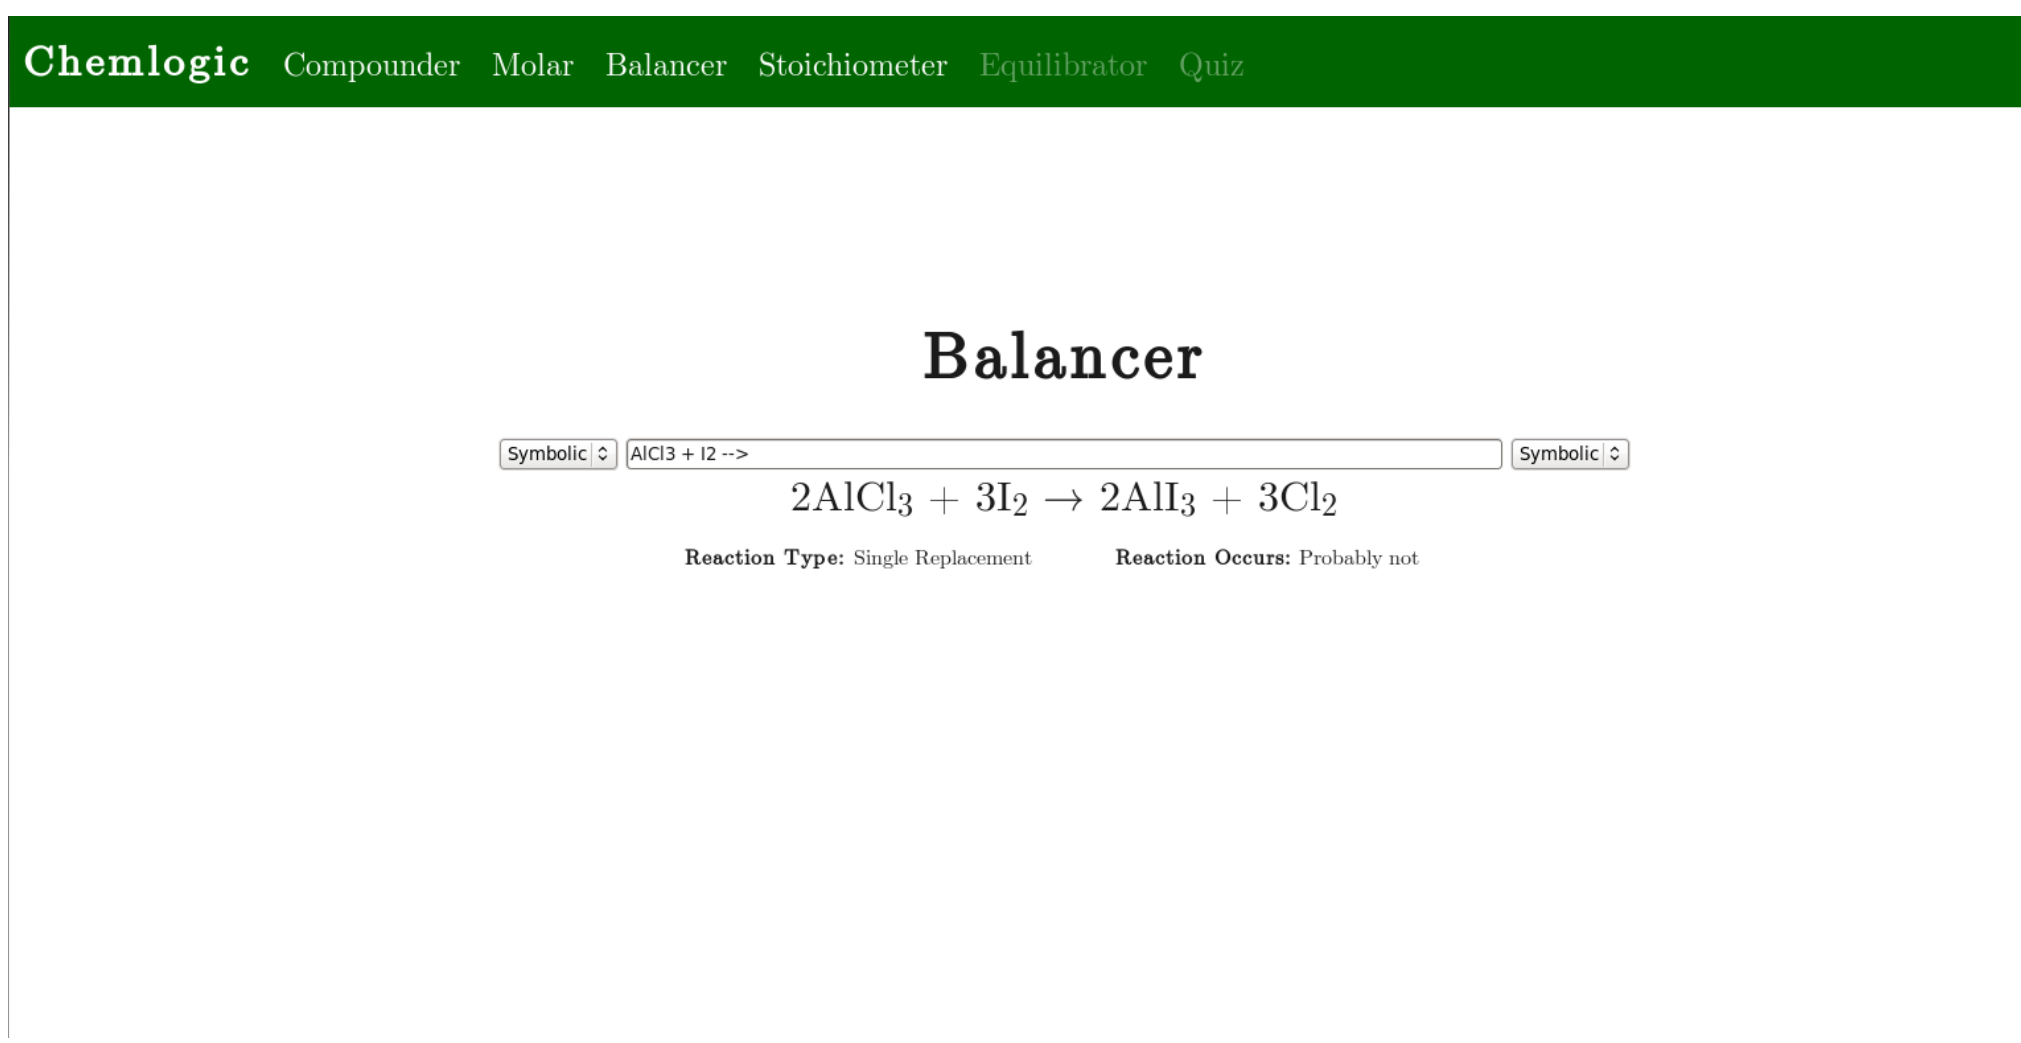 Chemlogic Compounder Molar Balancer Stoichiometer Equilibrator Quiz
Balancer
Symbolic AlCl3 + I2 --> Symbolic
2AlCl₃ + 3I₂ → 2AlI₃ + 3Cl₂
Reaction Type: Single Replacement Reaction Occurs: Probably not